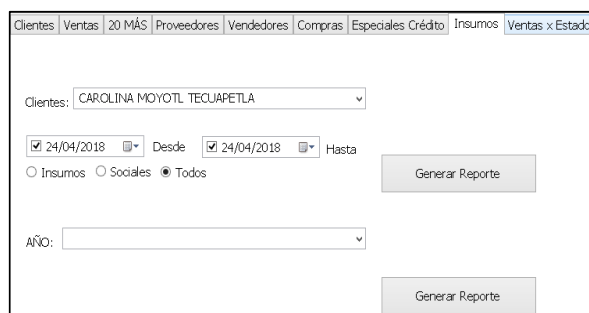 Clientes Ventas 20 MÁS Proveedores Vendedores Compras Especiales Crédito Insumos Ventas x Estado
Clientes: CAROLINA MOYOTL TECUAPETLA
24/04/2018 Desde 24/04/2018 Hasta
Insumos Sociales Todos
Generar Reporte
AÑO:
Generar Reporte